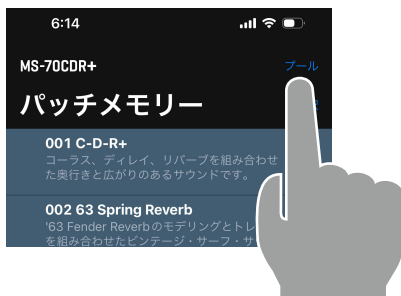 6:14
MS-70CDR+
プール
パッチメモリー
001 C-D-R+
コーラス、ディレイ、リバーブを組み合わせ
た奥行きと広がりのあるサウンドです。
002 63 Spring Reverb
'63 Fender Reverbのモデリングとトレ
を組み合わせたビンテージ・サーフ・サ